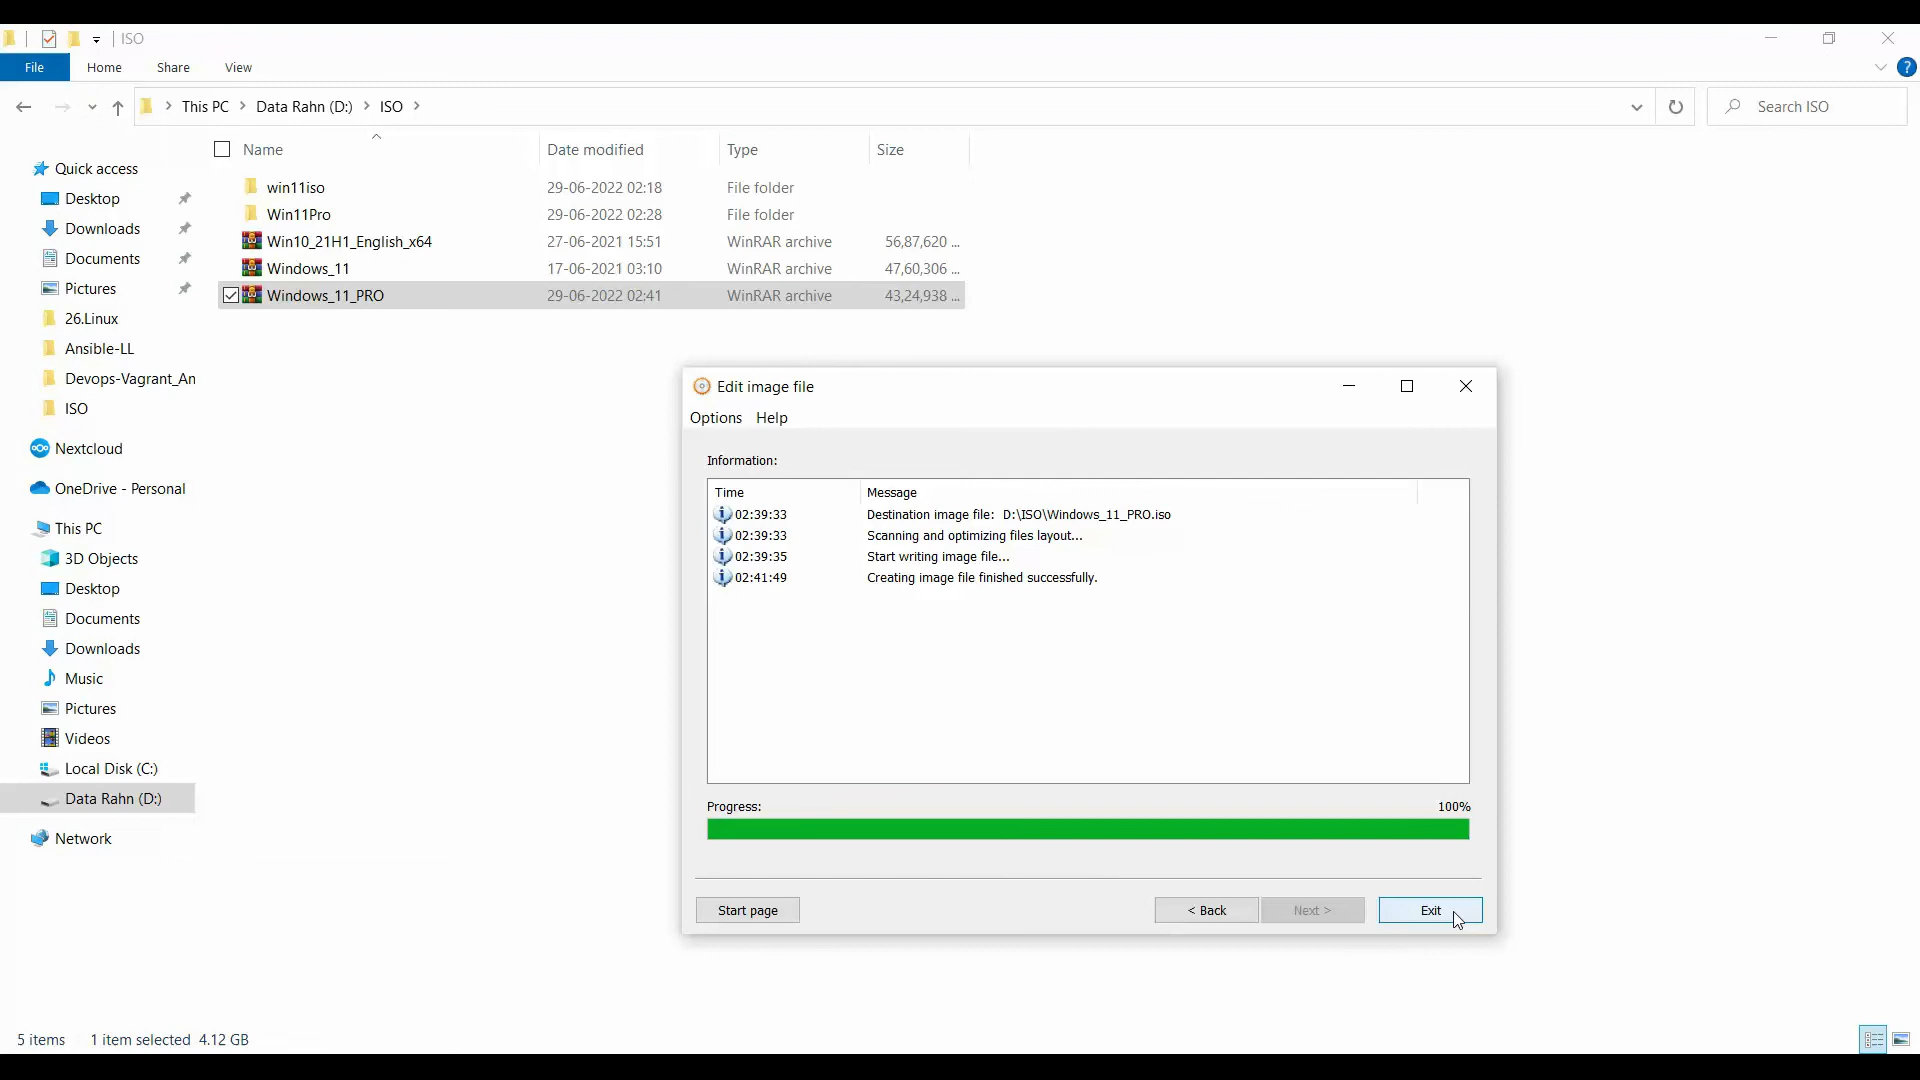 ISO
File Home Share View
This PC Data Rahn (D:) ISO
Search ISO
Name Date modified Type Size
win11iso 29-06-2022 02:18 File folder
Win11Pro 29-06-2022 02:28 File folder
Win10_21H1_English_x64 27-06-2021 15:51 WinRAR archive 56,87,620 ...
Windows_11 17-06-2021 03:10 WinRAR archive 47,60,306 ...
Windows_11_PRO 29-06-2022 02:41 WinRAR archive 43,24,938 ...
Quick access
Desktop
Downloads
Documents
Pictures
26.Linux
Ansible-LL
Devops-Vagrant_An
ISO
Nextcloud
OneDrive - Personal
This PC
3D Objects
Desktop
Documents
Downloads
Music
Pictures
Videos
Local Disk (C:)
Data Rahn (D:)
Network
Edit image file
Options Help
Information:
Time Message
02:39:33 Destination image file: D:\ISO\Windows_11_PRO.iso
02:39:33 Scanning and optimizing files layout...
02:39:35 Start writing image file...
02:41:49 Creating image file finished successfully.
Progress: 100%
Start page < Back Next > Exit
5 items 1 item selected 4.12 GB